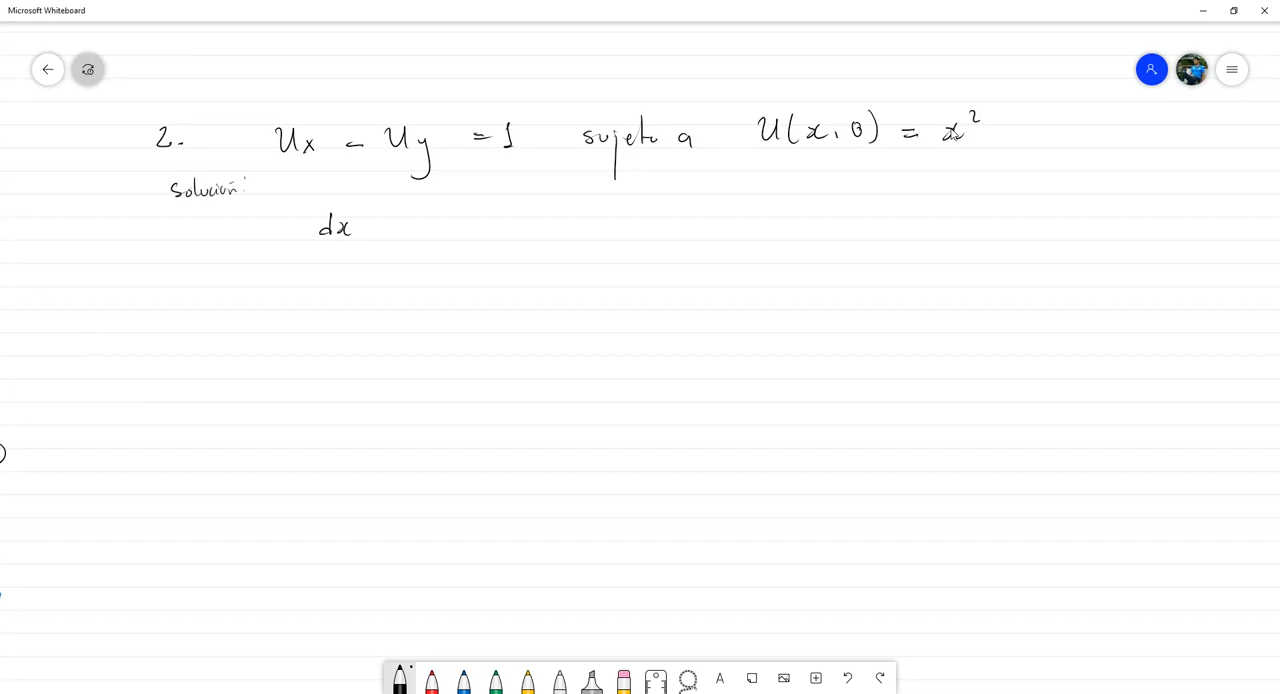 Microsoft Whiteboard
2. Ux - Uy = 1 sujeto a U(x, 0) = x²
solución:
dx
A